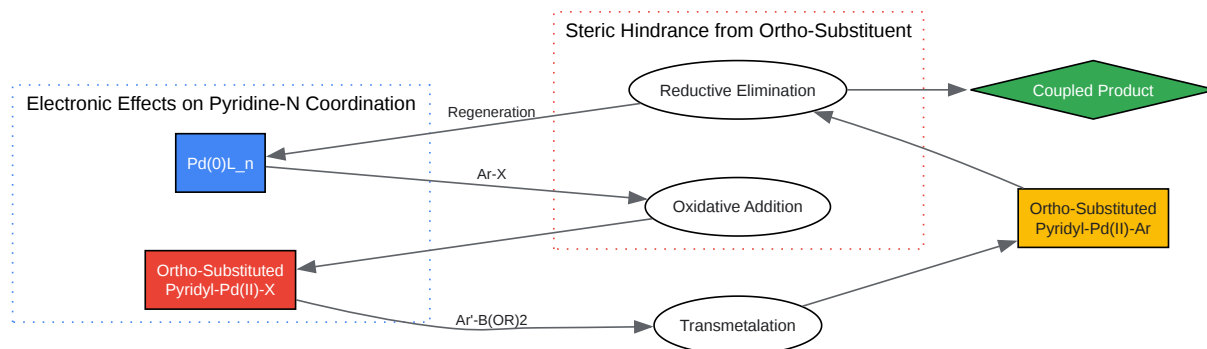 Steric Hindrance from Ortho-Substituent
Electronic Effects on Pyridine-N Coordination
Reductive Elimination
Coupled Product
Regeneration
Pd(0)L_n
Ar-X
Oxidative Addition
Ortho-Substituted
Pyridyl-Pd(II)-Ar
Ortho-Substituted
Pyridyl-Pd(II)-X
Ar'-B(OR)2
Transmetalation